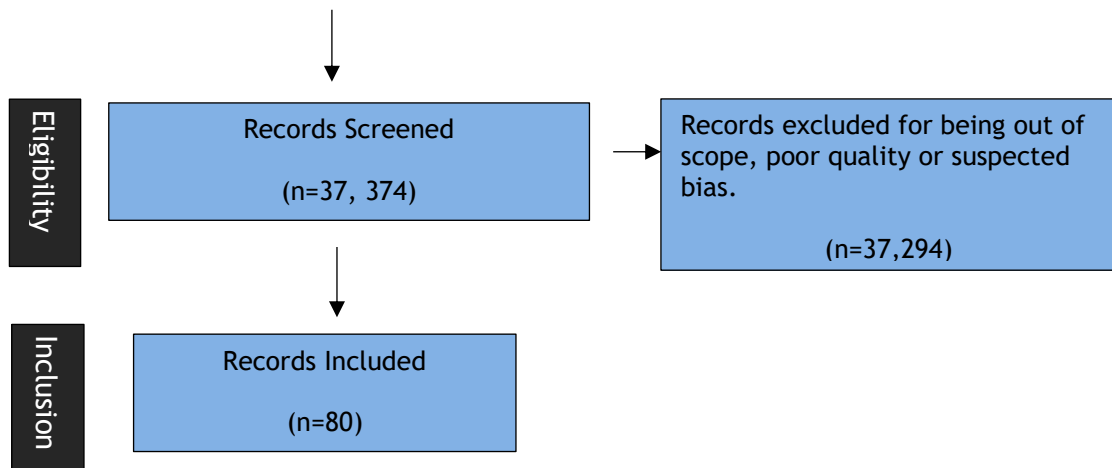 Eligibility
Records Screened
(n=37, 374)
Records excluded for being out of
scope, poor quality or suspected
bias.
(n=37,294)
Inclusion
Records Included
(n=80)